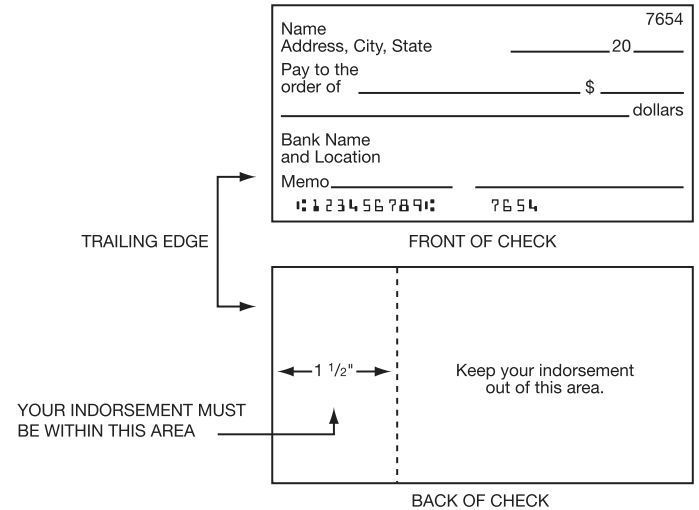 7654
Name
Address, City, State
20
Pay to the
order of
$
dollars
Bank Name
and Location
Memo
⑆123456789⑆ 7654
TRAILING EDGE
FRONT OF CHECK
1 1/2"
Keep your indorsement
out of this area.
YOUR INDORSEMENT MUST
BE WITHIN THIS AREA
BACK OF CHECK